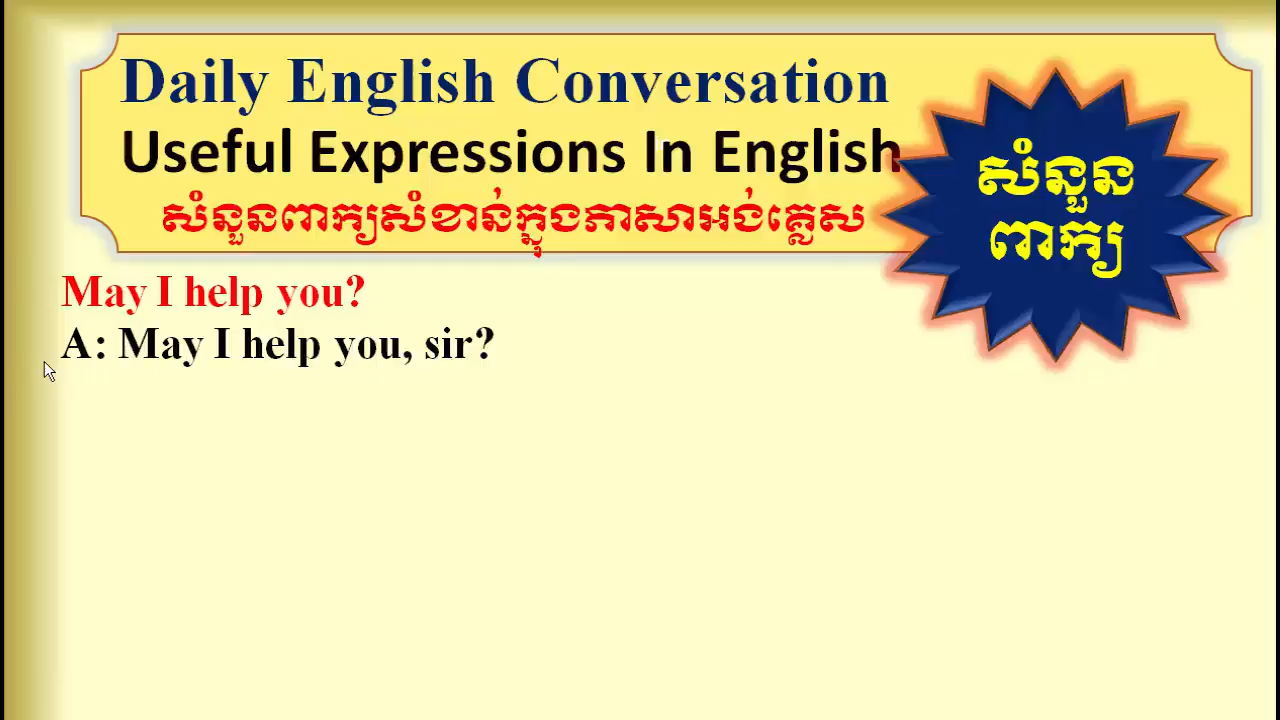 Daily English Conversation
Useful Expressions In English
សំនួនពាក្យសំខាន់ក្នុងភាសាអង់គ្លេស
សំនួន
ពាក្យ
May I help you?
A: May I help you, sir?